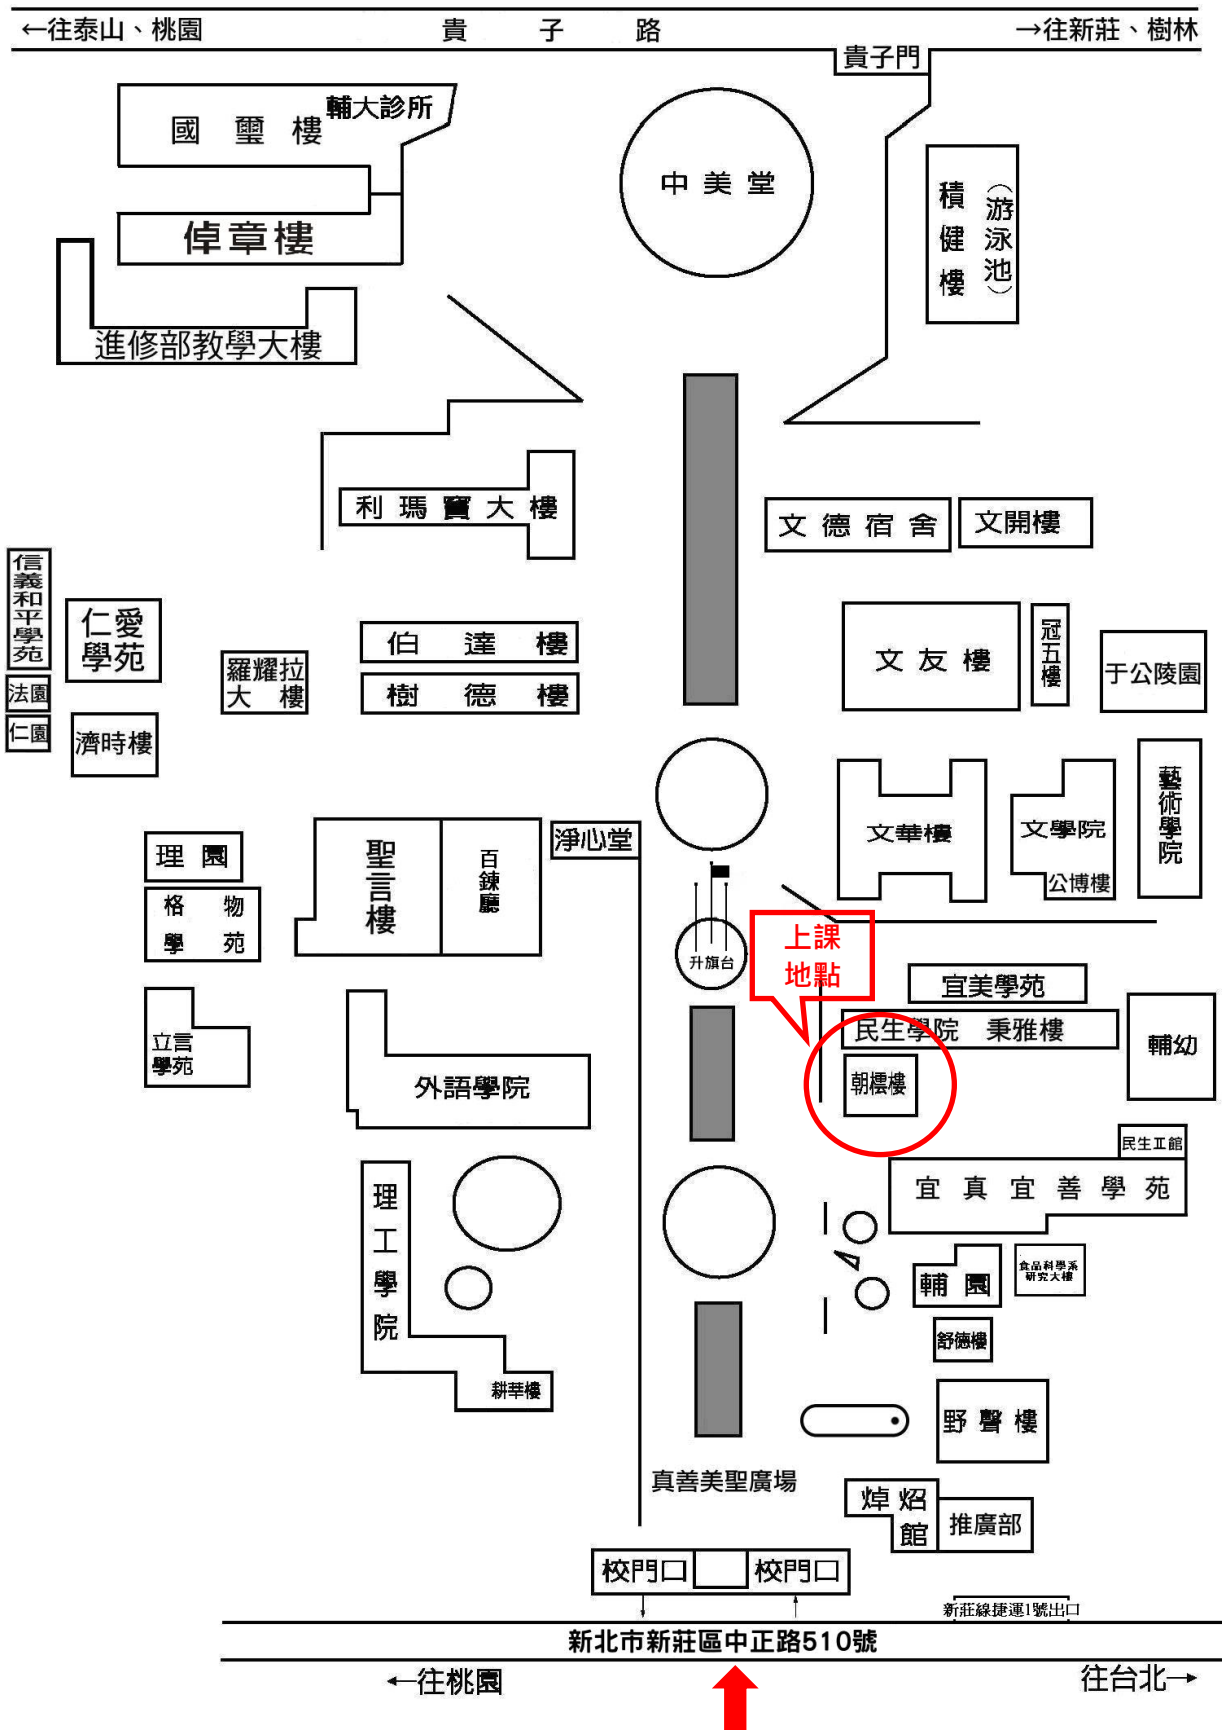 ←往泰山、桃園
貴子路
→往新莊、樹林
貴子門
輔大診所
國璽樓
中美堂
積健樓
（游泳池）
倬章樓
進修部教學大樓
利瑪竇大樓
文德宿舍
文開樓
信義和平學苑
仁愛
學苑
伯達樓
文友樓
冠五樓
于公陵園
羅耀拉
大樓
樹德樓
法園
仁園
濟時樓
藝術學院
文華樓
文學院
公博樓
淨心堂
理園
聖言樓
百鍊廳
格物
學苑
升旗台
上課
地點
宜美學苑
民生學院 秉雅樓
輔幼
立言
學苑
外語學院
朝橒樓
民生工館
宜真宜善學苑
理工學院
輔園
食品科學系
研究大樓
舒德樓
耕莘樓
野聲樓
真善美聖廣場
焯炤
館
推廣部
校門口
校門口
新莊線捷運1號出口
新北市新莊區中正路510號
←往桃園
往台北→